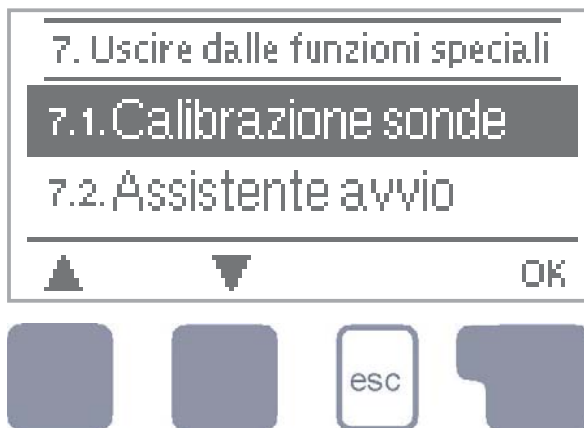 7. Uscire dalle funzioni speciali
7.1.Calibrazione sonde
7.2.Assistente avvio
OK
esc